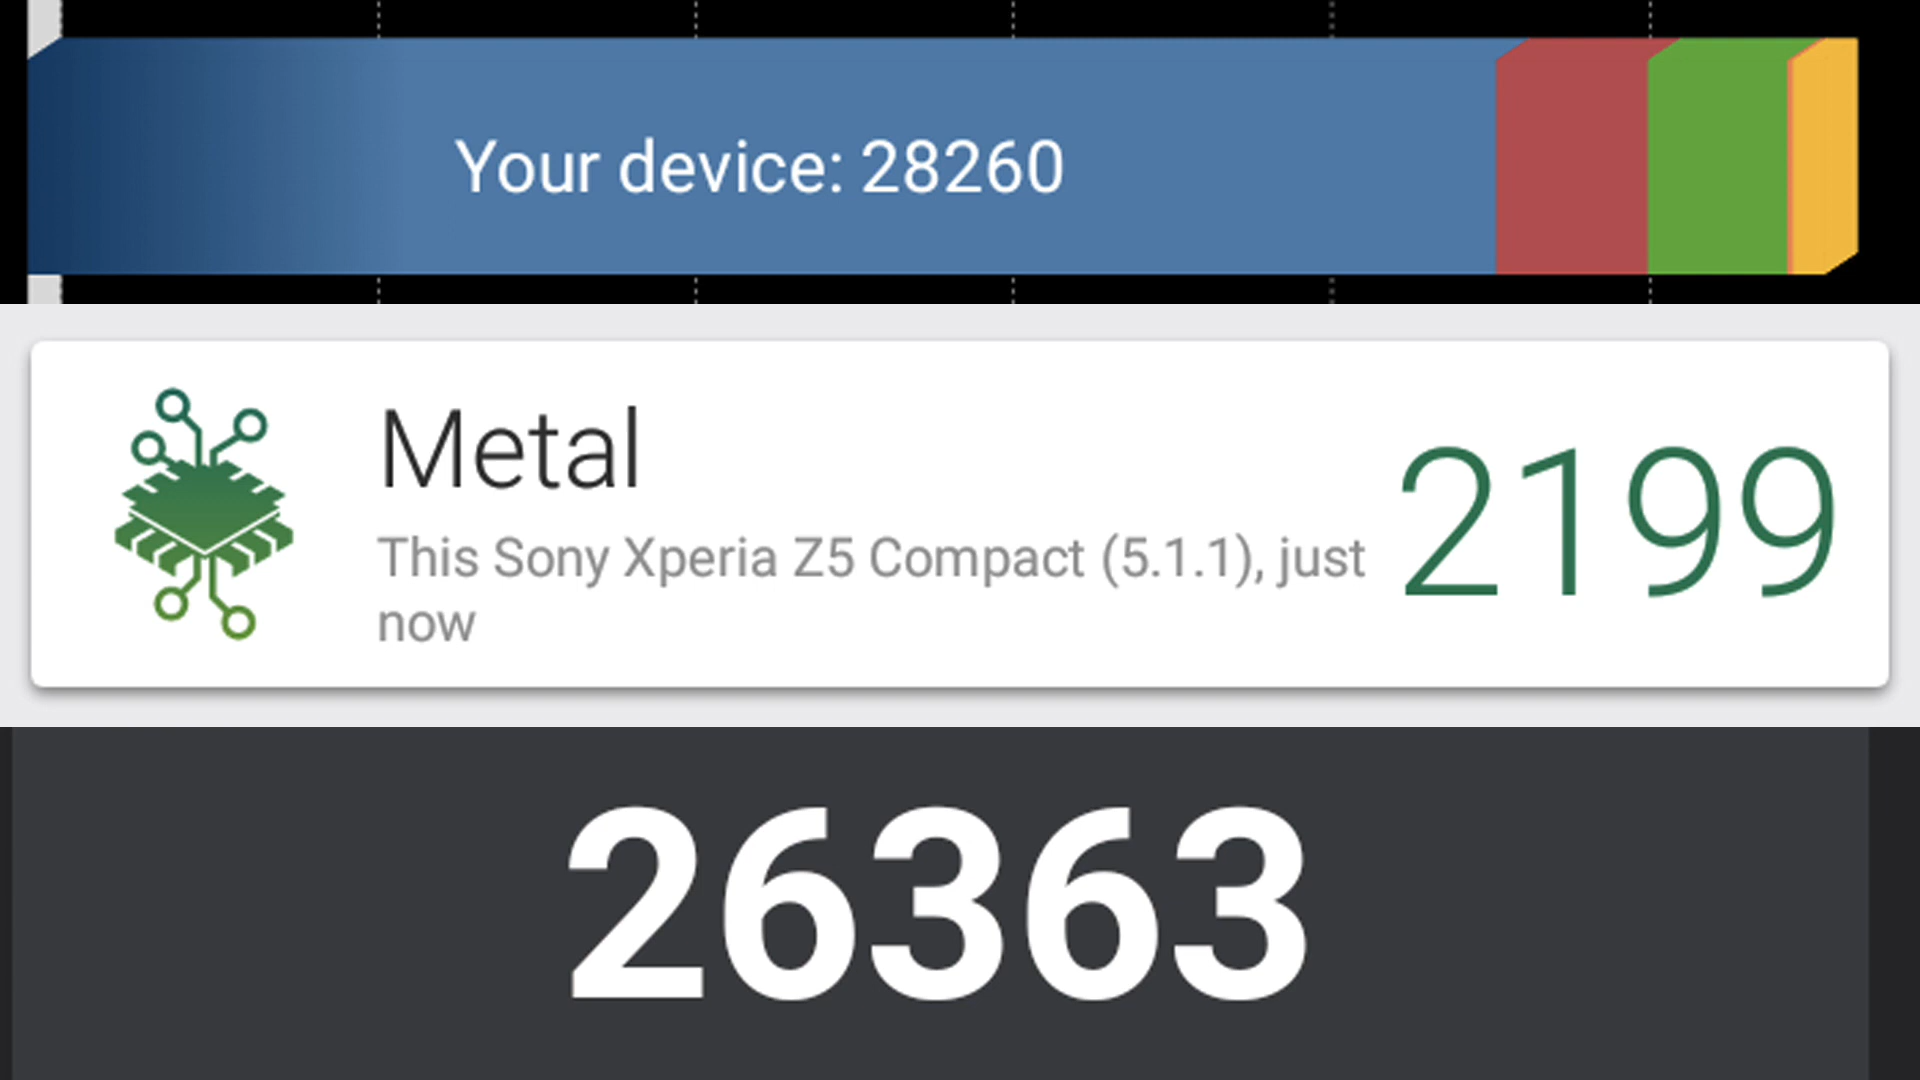 Your device: 28260
Metal
2199
This Sony Xperia Z5 Compact (5.1.1), just
now
26363